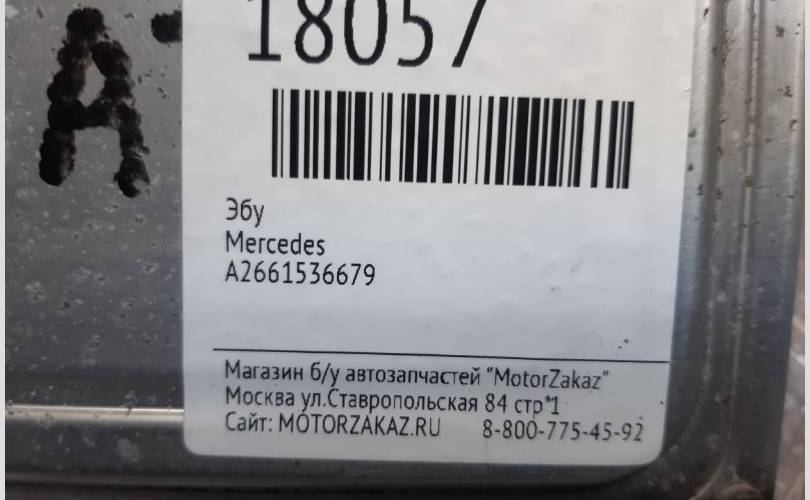 18057
A
Эбу
Mercedes
A2661536679
Магазин б/у автозапчастей "MotorZakaz"
Москва ул.Ставропольская 84 стр*1
Сайт: MOTORZAKAZ.RU 8-800-775-45-92